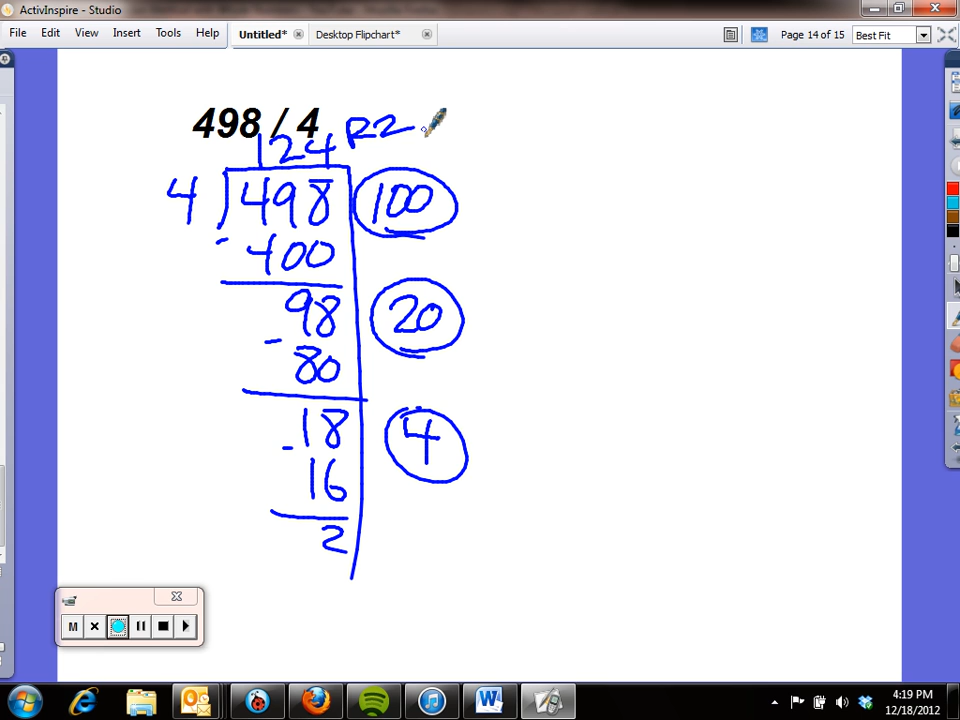 ActivInspire - Studio
File Edit View Insert Tools Help Untitled* Desktop Flipchart* Page 14 of 15 Best Fit
498 / 4
124 R2
4 498 100
- 400
98 20
- 80
18 4
- 16
2
M
4:19 PM
12/18/2012